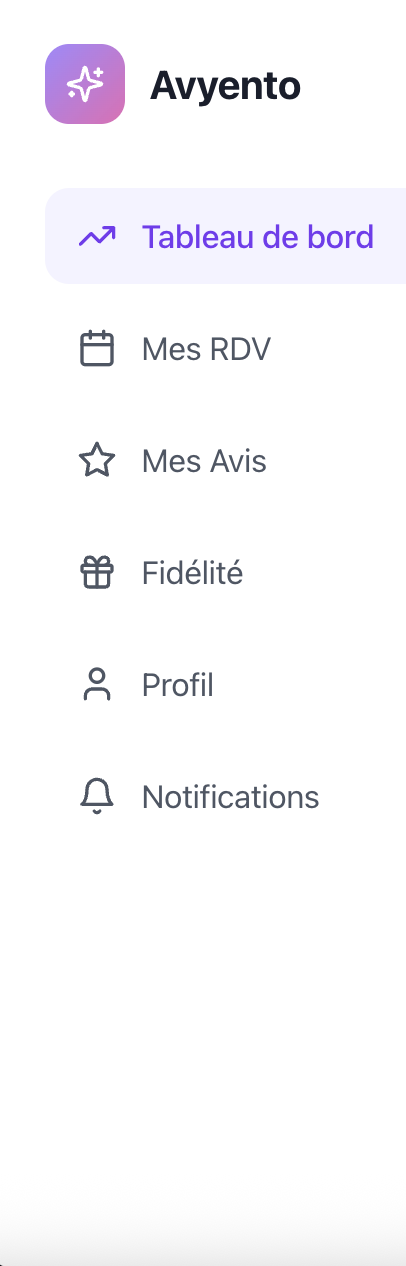 Avyento
Tableau de bord
Mes RDV
Mes Avis
Fidélité
Profil
Notifications